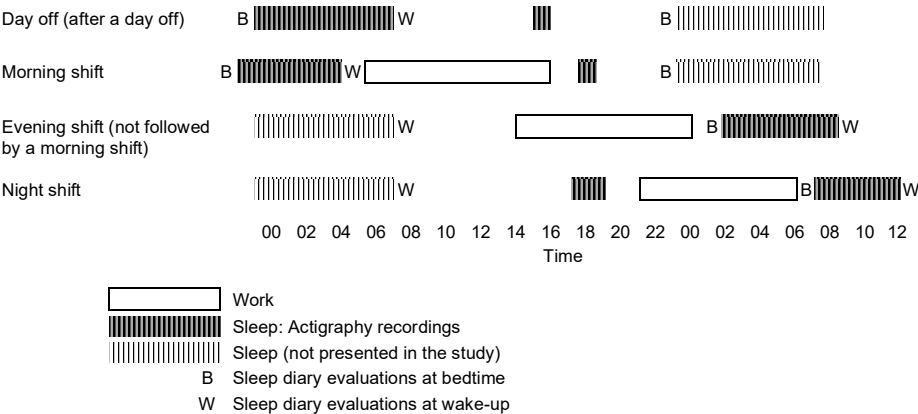 Day off (after a day off) B W B
Morning shift B W B
Evening shift (not followed W B W
by a morning shift)
Night shift W B W
00 02 04 06 08 10 12 14 16 18 20 22 00 02 04 06 08 10 12
Time
Work
Sleep: Actigraphy recordings
Sleep (not presented in the study)
B Sleep diary evaluations at bedtime
W Sleep diary evaluations at wake-up